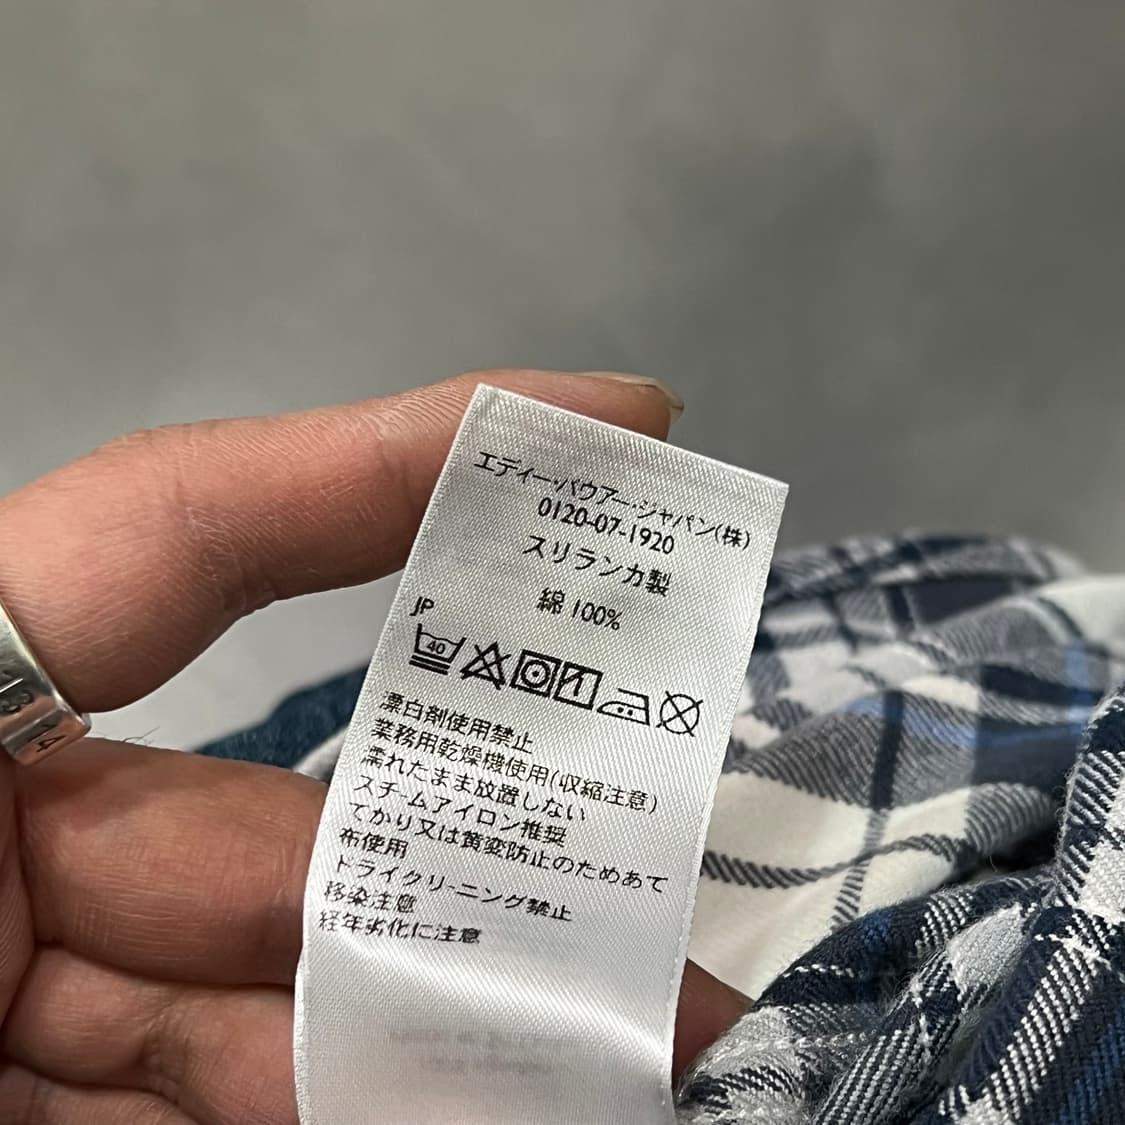 エディー・バウアー・ジャパン(株)
0120-07-1920
スリランカ製
綿 100%
JP
40
漂白剤使用禁止
業務用乾燥機使用(収縮注意)
濡れたまま放置しない
スチームアイロン推奨
てかり又は黄変防止のためあて
布使用
ドライクリーニング禁止
移染注意
経年劣化に注意